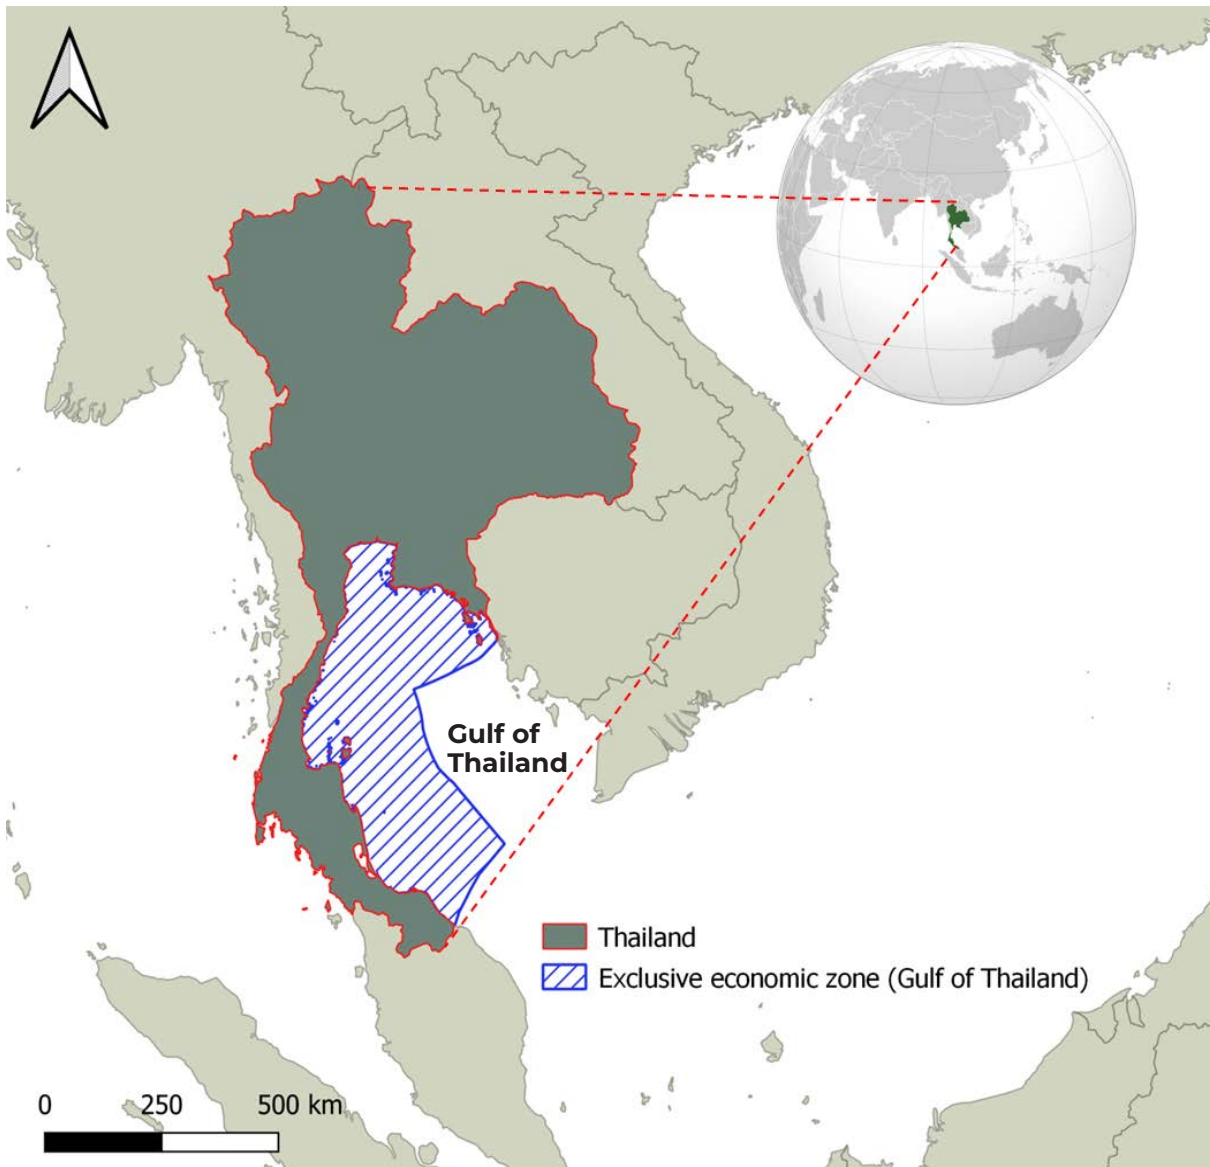 Gulf of
Thailand
Thailand
Exclusive economic zone (Gulf of Thailand)
0 250 500 km